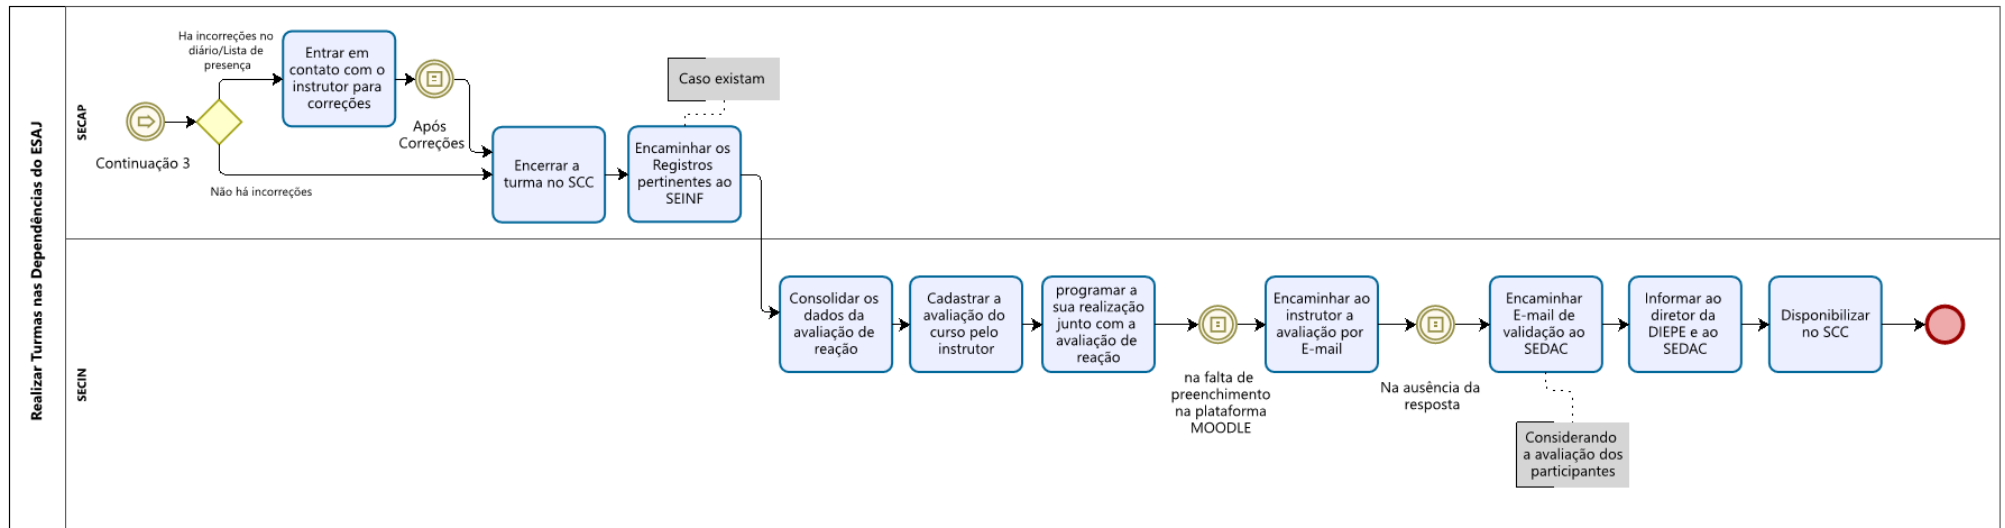 Realizar Turmas nas Dependências do ESAJ
SECAP
Continuação 3
Ha incorreções no
diário/Lista de
presença
Não há incorreções
Entrar em
contato com o
instrutor para
correções
Após
Correções
Encerrar a
turma no SCC
Caso existam
Encaminhar os
Registros
pertinentes ao
SEINF
SECIN
Consolidar os
dados da
avaliação de
reação
Cadastrar a
avaliação do
curso pelo
instrutor
programar a
sua realização
junto com a
avaliação de
reação
na falta de
preenchimento
na plataforma
MOODLE
Encaminhar ao
instrutor a
avaliação por
E-mail
Na ausência da
resposta
Encaminhar
E-mail de
validação ao
SEDAC
Considerando
a avaliação dos
participantes
Informar ao
diretor da
DIEPE e ao
SEDAC
Disponibilizar
no SCC